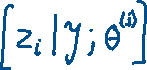 [z_i | y; θ^(i)]